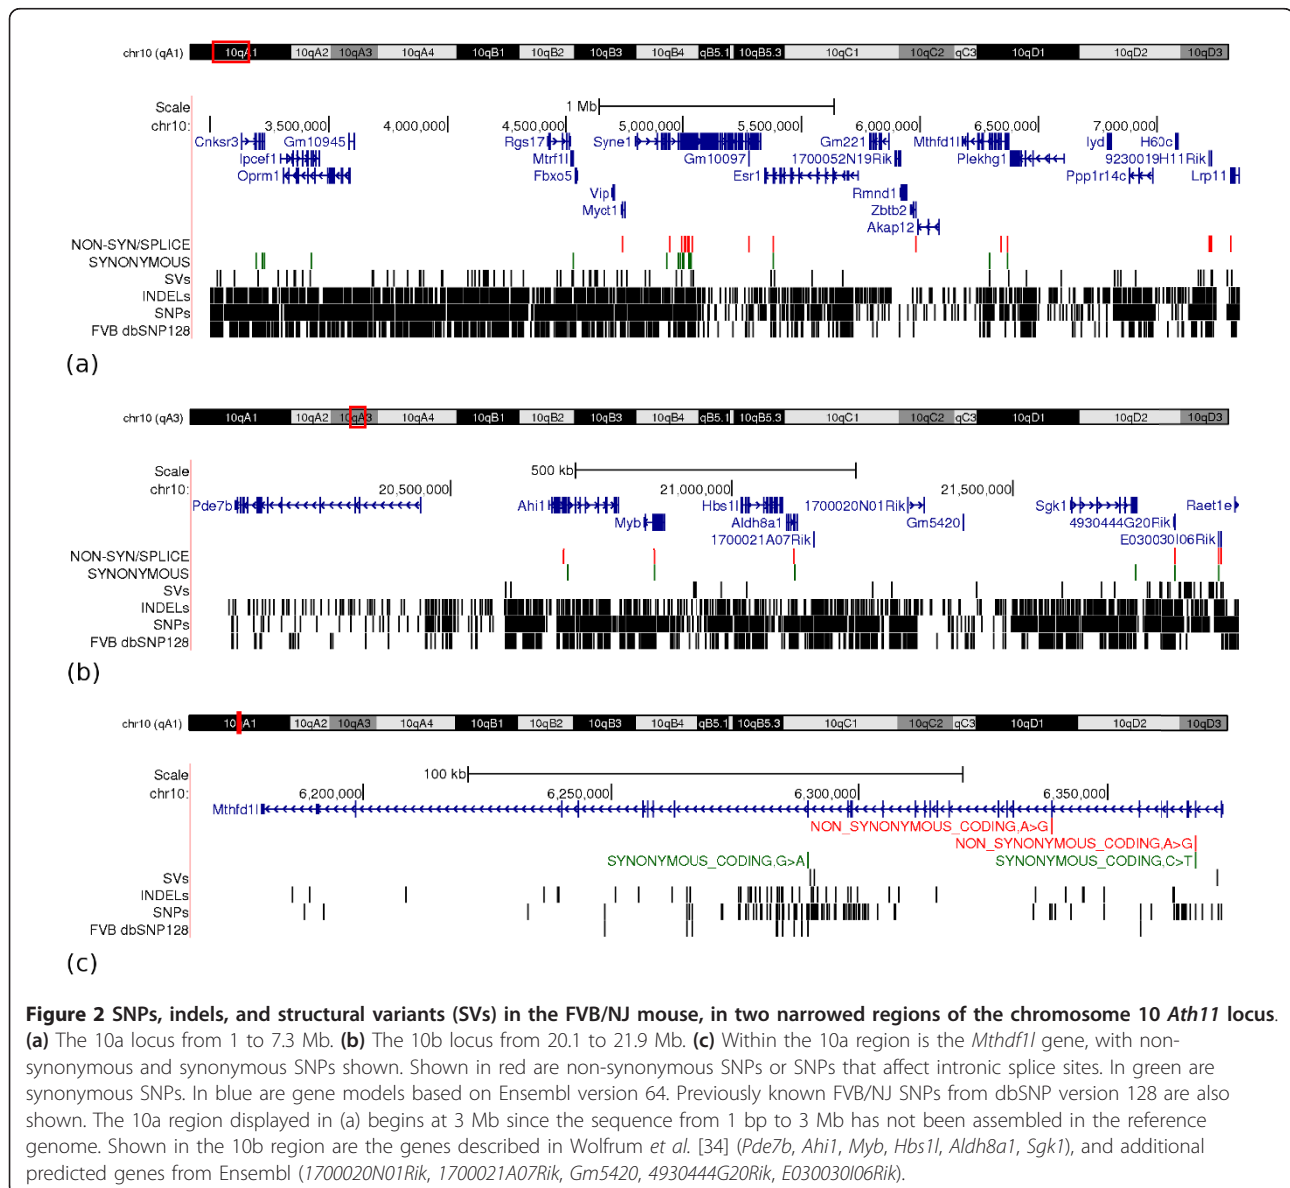 chr10 (qA1) 10qA1 10qA2 10qA3 10qA4 10qB1 10qB2 10qB3 10qB4 qB5.1 10qB5.3 10qC1 10qC2 qC3 10qD1 10qD2 10qD3
Scale 1 Mb
chr10: 3,500,000 4,000,000 4,500,000 5,000,000 5,500,000 6,000,000 6,500,000 7,000,000
Cnksr3 Gm10945 Rgs17 Syne1 Gm221 Mthfd1l Iyd H60c
Ipcef1 Mtrf1l Gm10097 1700052N19Rik Plekhg1 9230019H11Rik
Oprm1 Fbxo5 Esr1 Ppp1r14c Lrp11
Vip Rmnd1
Myct1 Zbtb2
Akap12
NON-SYN/SPLICE
SYNONYMOUS
SVs
INDELs
SNPs
FVB dbSNP128
(a)
chr10 (qA3) 10qA1 10qA2 10qA3 10qA4 10qB1 10qB2 10qB3 10qB4 qB5.1 10qB5.3 10qC1 10qC2 qC3 10qD1 10qD2 10qD3
Scale 500 kb
chr10: 20,500,000 21,000,000 21,500,000
Pde7b Ahi1 Hbs1l 1700020N01Rik Sgk1 Raet1e
Myb Aldh8a1 Gm5420 4930444G20Rik
1700021A07Rik E030030I06Rik
NON-SYN/SPLICE
SYNONYMOUS
SVs
INDELs
SNPs
FVB dbSNP128
(b)
chr10 (qA1) 10qA1 10qA2 10qA3 10qA4 10qB1 10qB2 10qB3 10qB4 qB5.1 10qB5.3 10qC1 10qC2 qC3 10qD1 10qD2 10qD3
Scale 100 kb
chr10: 6,200,000 6,250,000 6,300,000 6,350,000
Mthfd1l
NON_SYNONYMOUS_CODING,A>G
NON_SYNONYMOUS_CODING,A>G
SYNONYMOUS_CODING,G>A SYNONYMOUS_CODING,C>T
SVs
INDELs
SNPs
FVB dbSNP128
(c)
Figure 2 SNPs, indels, and structural variants (SVs) in the FVB/NJ mouse, in two narrowed regions of the chromosome 10 Ath11 locus.
(a) The 10a locus from 1 to 7.3 Mb. (b) The 10b locus from 20.1 to 21.9 Mb. (c) Within the 10a region is the Mthdf1l gene, with non-
synonymous and synonymous SNPs shown. Shown in red are non-synonymous SNPs or SNPs that affect intronic splice sites. In green are
synonymous SNPs. In blue are gene models based on Ensembl version 64. Previously known FVB/NJ SNPs from dbSNP version 128 are also
shown. The 10a region displayed in (a) begins at 3 Mb since the sequence from 1 bp to 3 Mb has not been assembled in the reference
genome. Shown in the 10b region are the genes described in Wolfrum et al. [34] (Pde7b, Ahi1, Myb, Hbs1l, Aldh8a1, Sgk1), and additional
predicted genes from Ensembl (1700020N01Rik, 1700021A07Rik, Gm5420, 4930444G20Rik, E030030I06Rik).